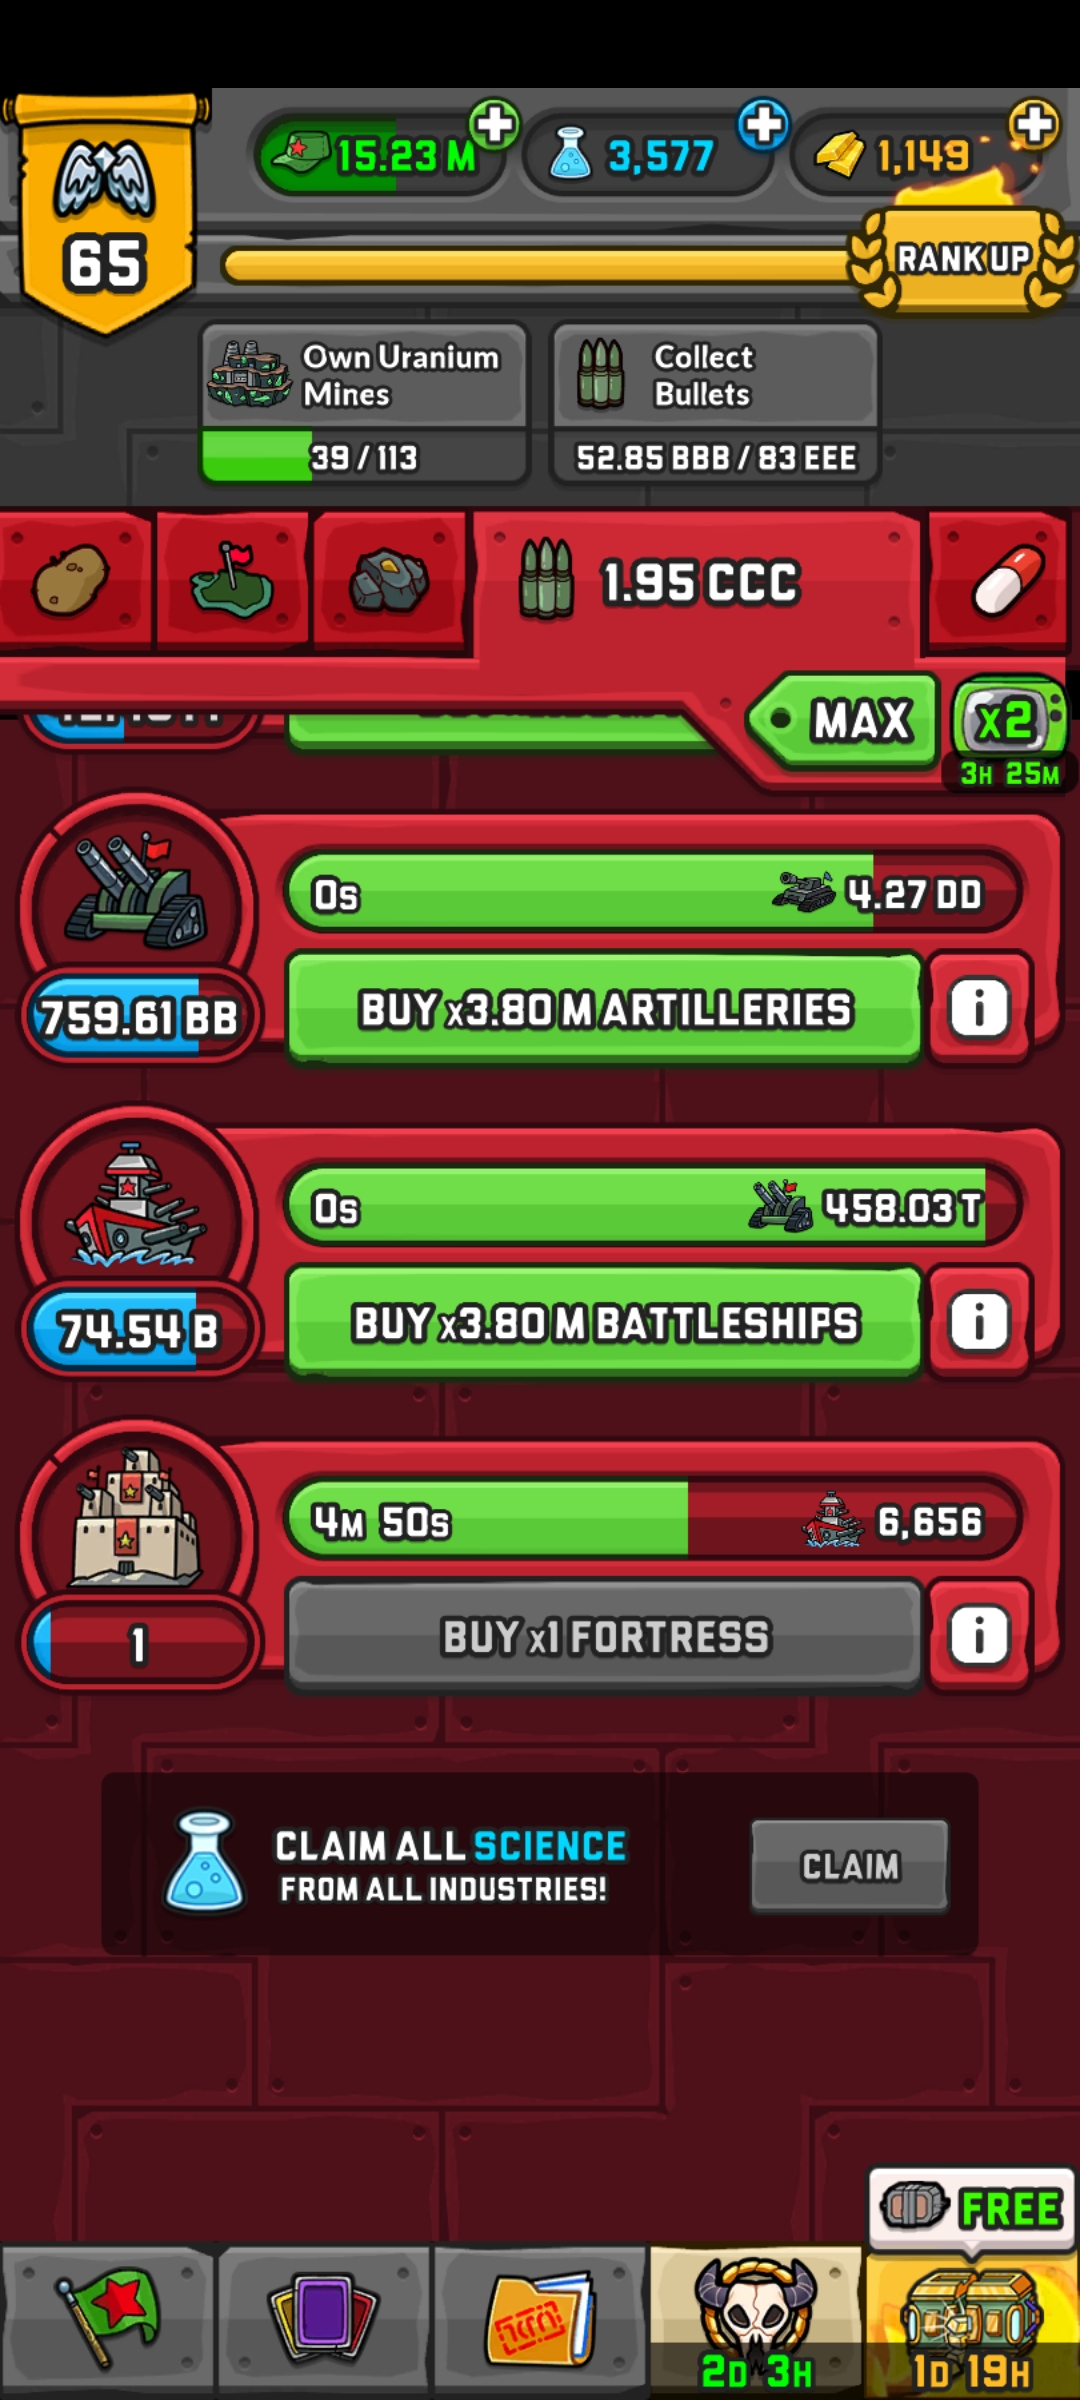 15.23 M
3,577
1,149
65
RANK UP
Own Uranium
Mines
39 / 113
Collect
Bullets
52.85 BBB / 83 EEE
1.95 CCC
MAX
x2
3H 25M
0s
4.27 DD
759.61 BB
BUY x3.80 M ARTILLERIES
i
0s
458.03 T
74.54 B
BUY x3.80 M BATTLESHIPS
i
4M 50s
6,656
1
BUY x1 FORTRESS
i
CLAIM ALL SCIENCE
FROM ALL INDUSTRIES!
CLAIM
FREE
2D 3H
1D 19H